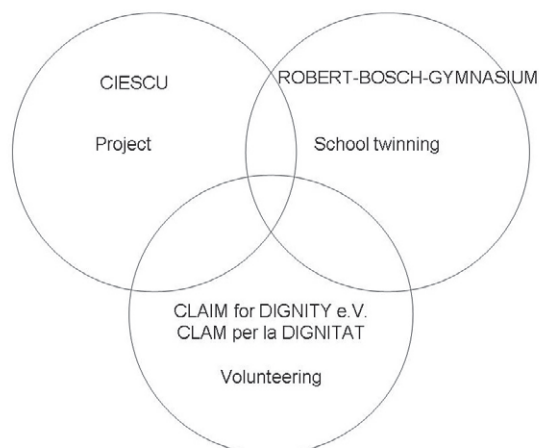 CIESCU
ROBERT-BOSCH-GYMNASIUM
Project
School twinning
CLAIM for DIGNITY e.V.
CLAM per la DIGNITAT
Volunteering